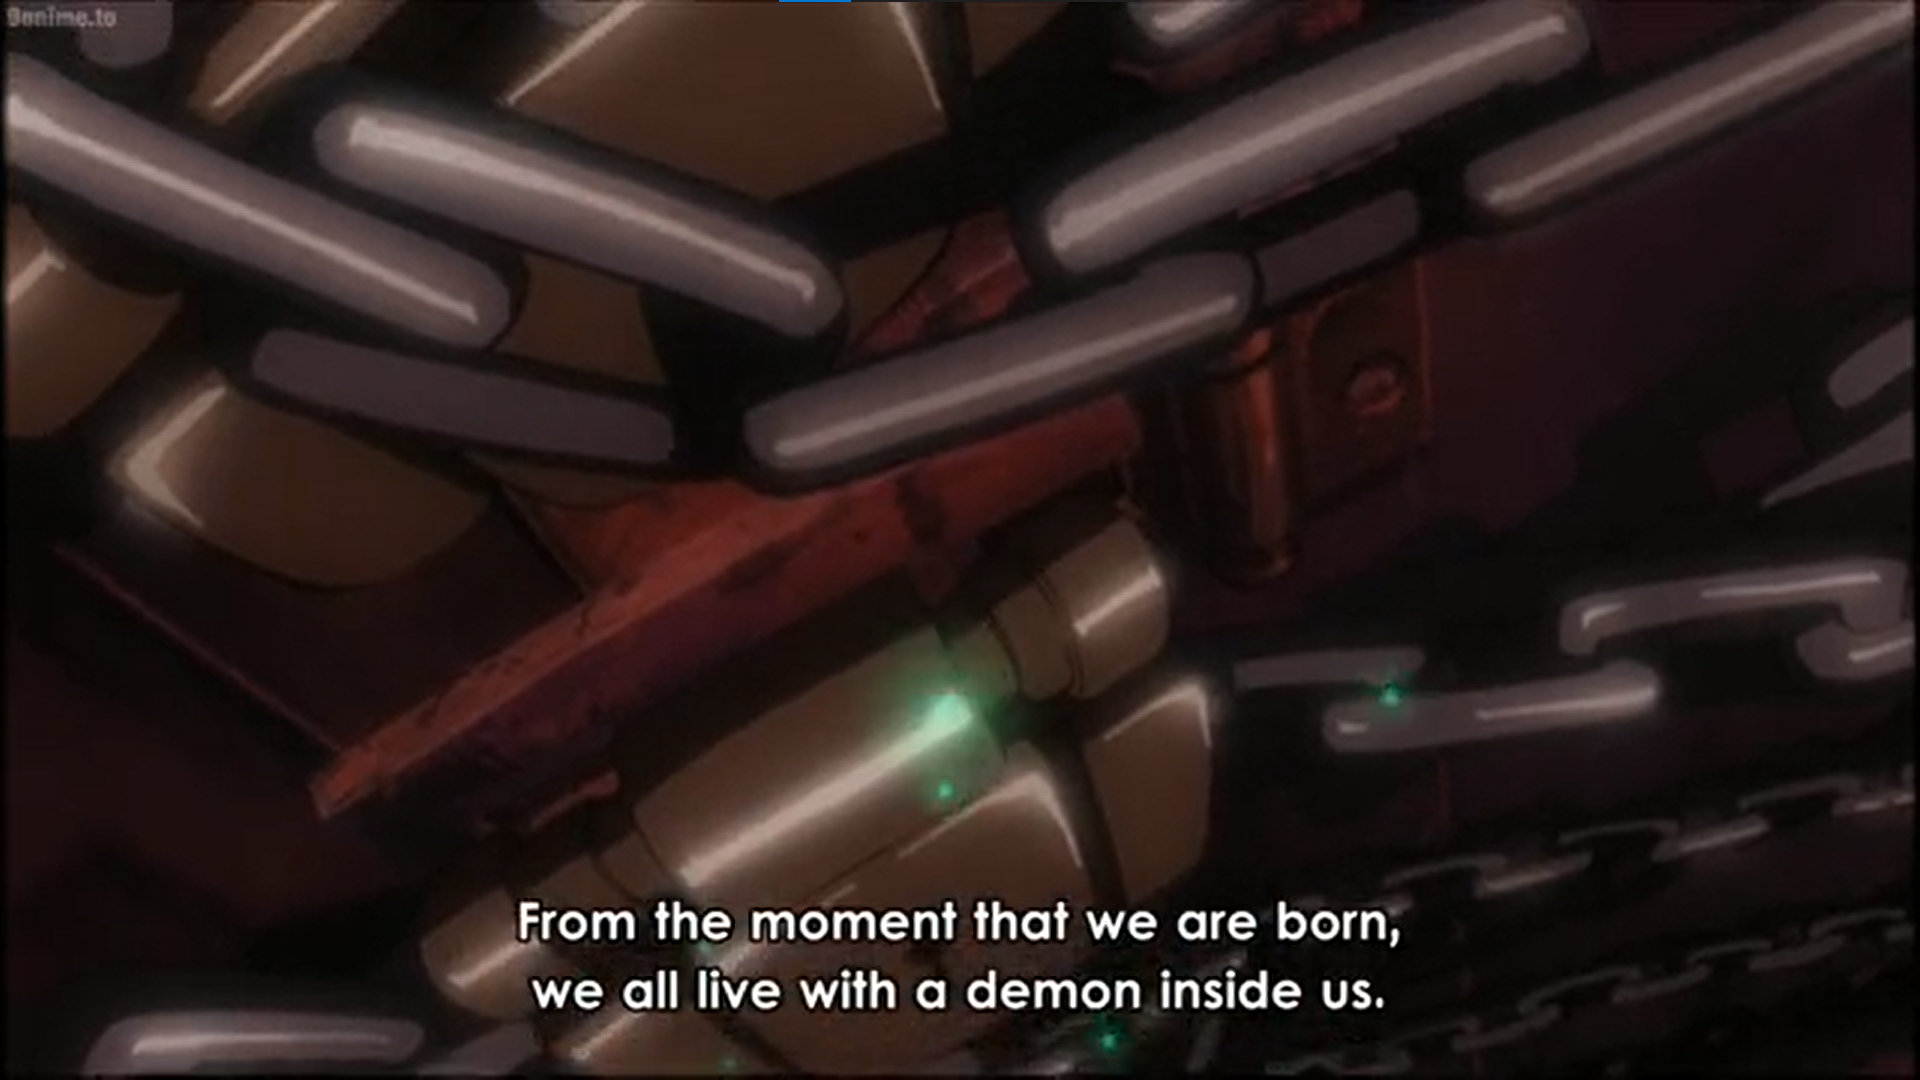 9anime.to
From the moment that we are born,
we all live with a demon inside us.